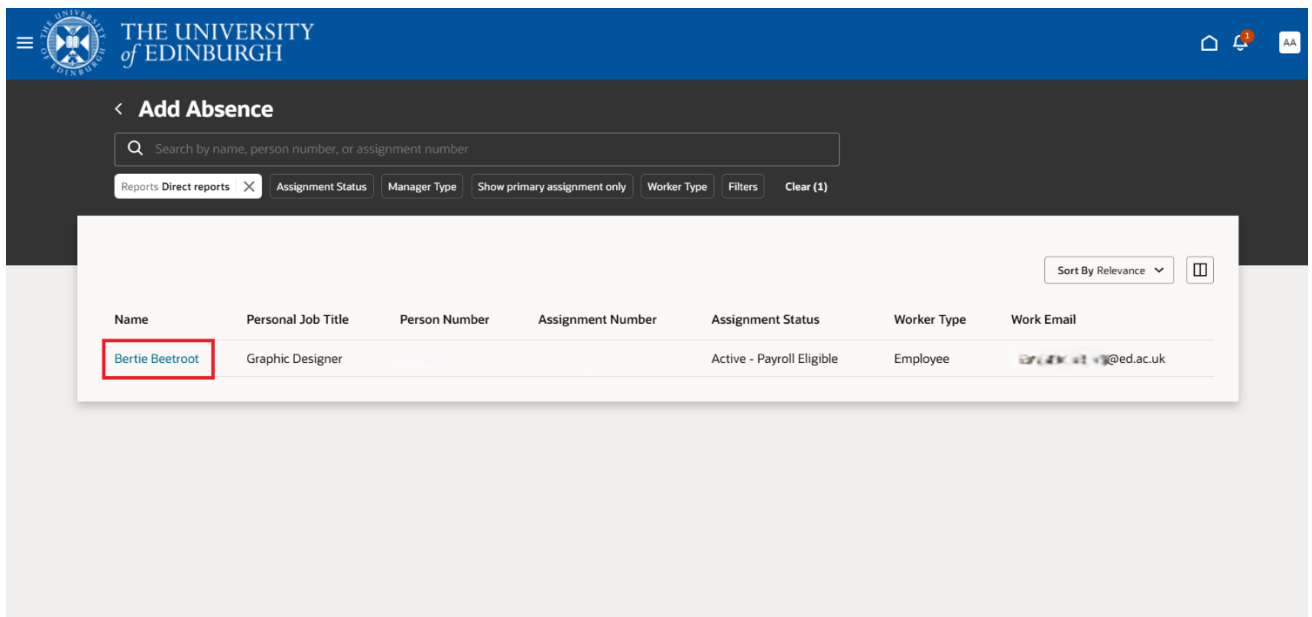 THE UNIVERSITY
of EDINBURGH
1
AA
Add Absence
Search by name, person number, or assignment number
Reports Direct reports Assignment Status Manager Type Show primary assignment only Worker Type Filters Clear (1)
Sort By Relevance
Name Personal Job Title Person Number Assignment Number Assignment Status Worker Type Work Email
Bertie Beetroot Graphic Designer Active - Payroll Eligible Employee @ed.ac.uk